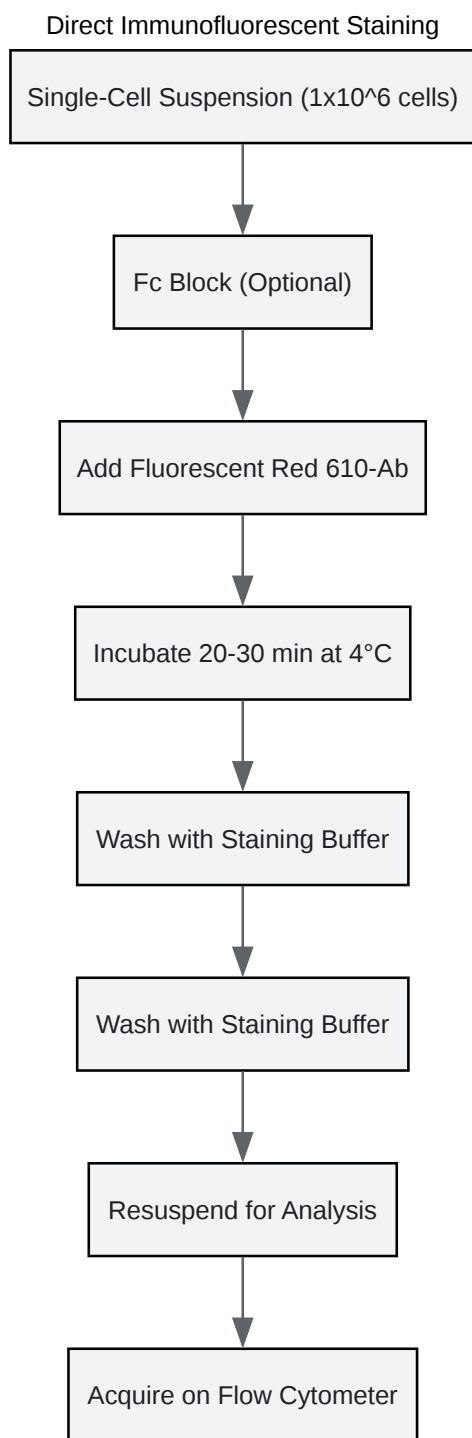 Direct Immunofluorescent Staining
Single-Cell Suspension (1x10^6 cells)
Fc Block (Optional)
Add Fluorescent Red 610-Ab
Incubate 20-30 min at 4°C
Wash with Staining Buffer
Wash with Staining Buffer
Resuspend for Analysis
Acquire on Flow Cytometer